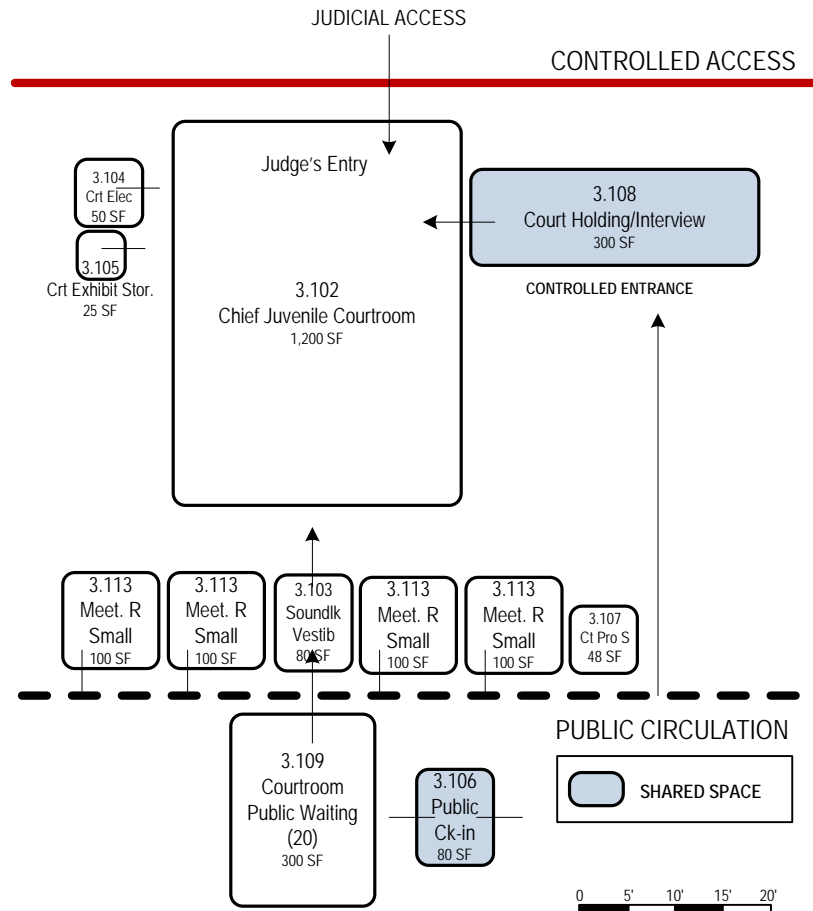 JUDICIAL ACCESS
CONTROLLED ACCESS
Judge's Entry
3.104
Crt Elec
50 SF
3.105
Crt Exhibit Stor.
25 SF
3.108
Court Holding/Interview
300 SF
CONTROLLED ENTRANCE
3.102
Chief Juvenile Courtroom
1,200 SF
3.113
Meet. R
Small
100 SF
3.113
Meet. R
Small
100 SF
3.103
Soundlk
Vestib
80 SF
3.113
Meet. R
Small
100 SF
3.113
Meet. R
Small
100 SF
3.107
Ct Pro S
48 SF
PUBLIC CIRCULATION
3.109
Courtroom
Public Waiting
(20)
300 SF
3.106
Public
Ck-in
80 SF
SHARED SPACE
0 5' 10' 15' 20'